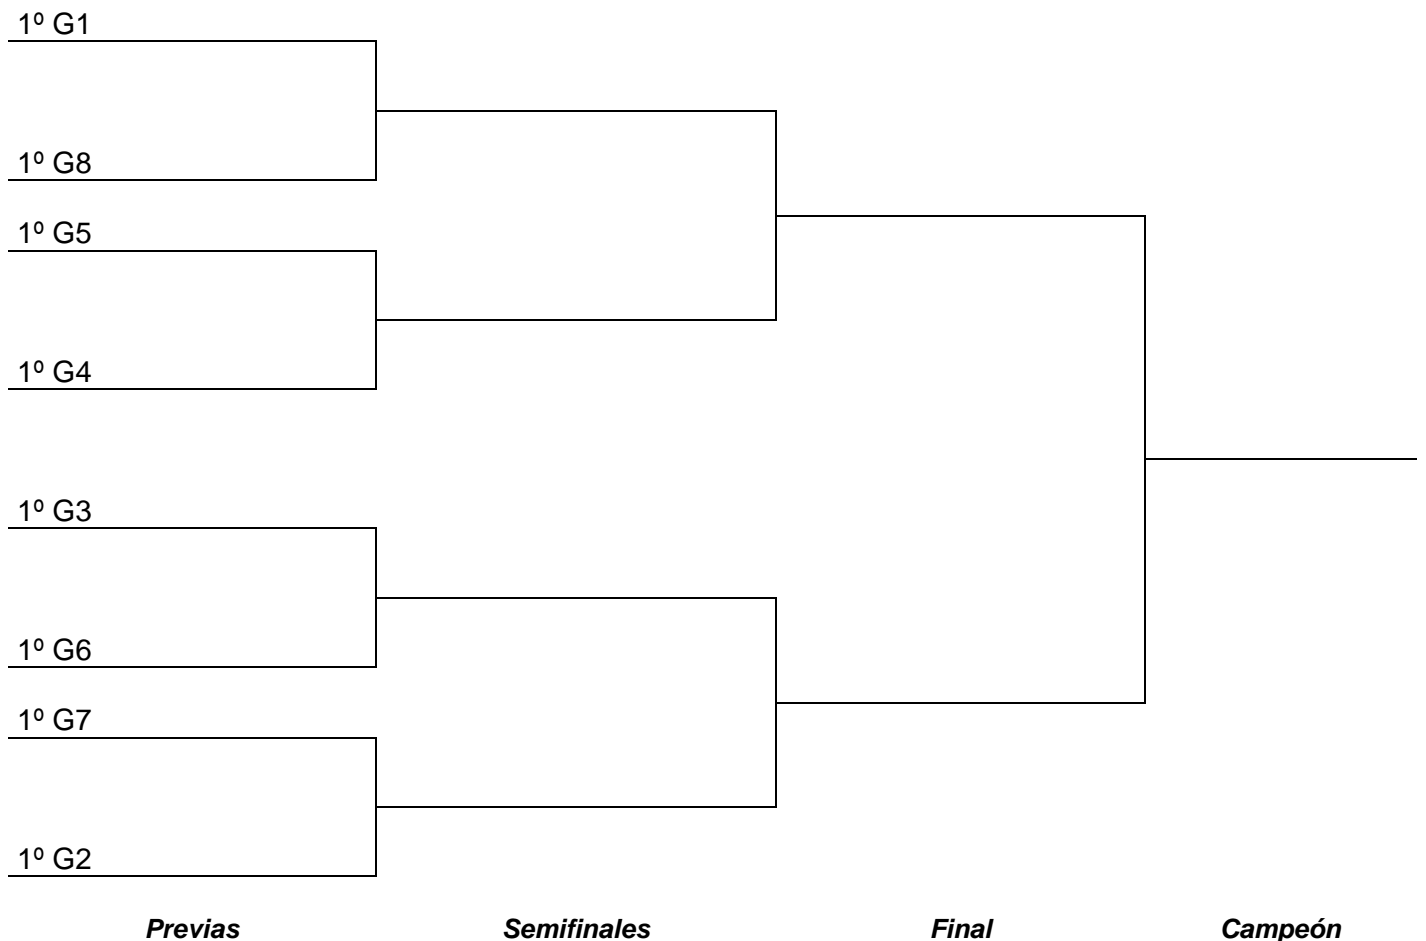 1º G1
1º G8
1º G5
1º G4
1º G3
1º G6
1º G7
1º G2
Previas Semifinales Final Campeón